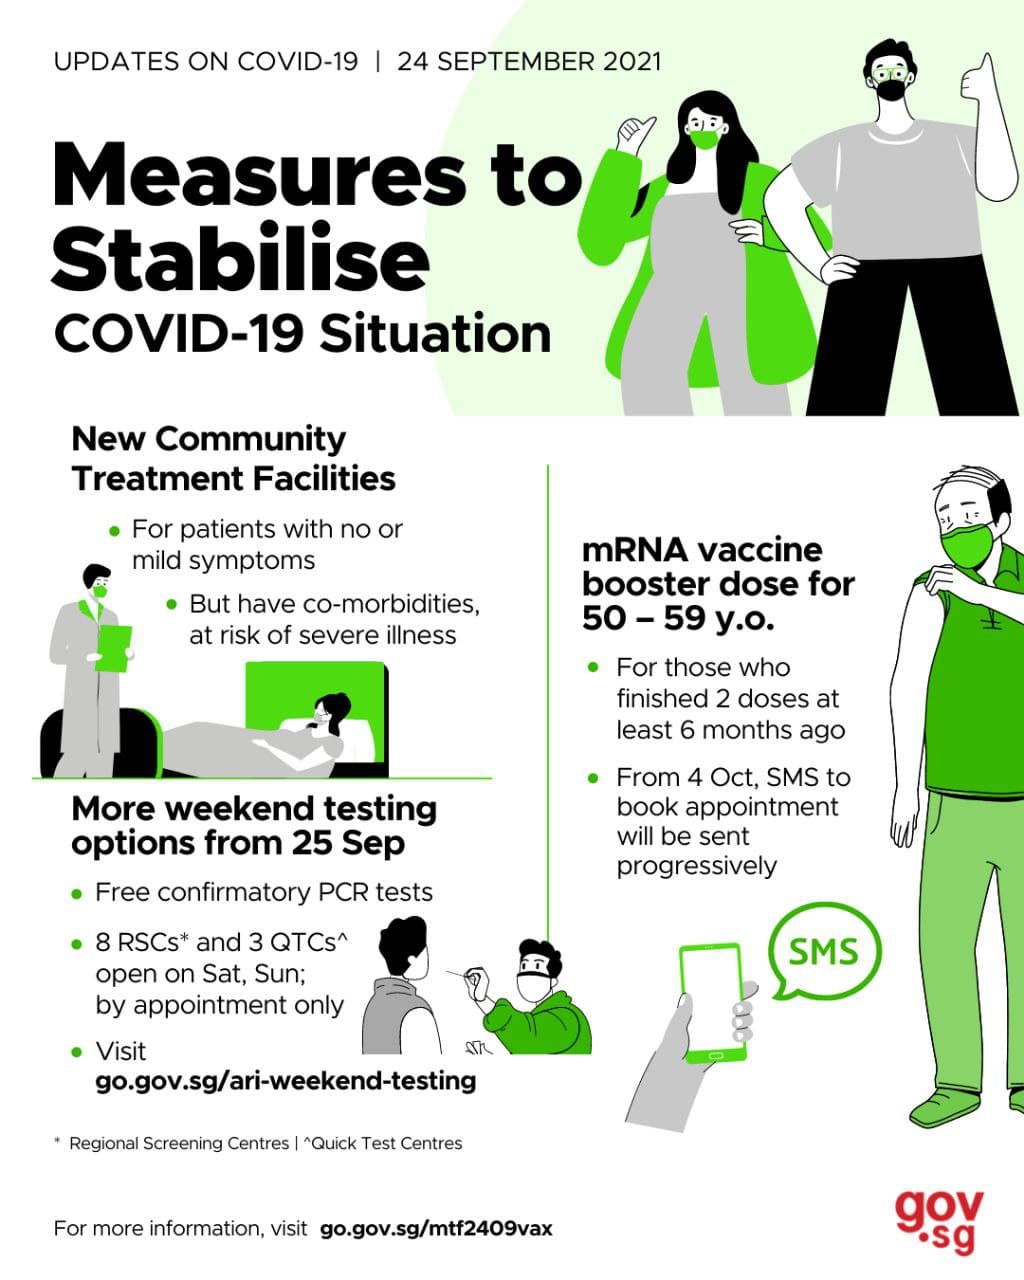 UPDATES ON COVID-19 | 24 SEPTEMBER 2021
Measures to
Stabilise
COVID-19 Situation
New Community
Treatment Facilities
• For patients with no or
mild symptoms
• But have co-morbidities,
at risk of severe illness
More weekend testing
options from 25 Sep
• Free confirmatory PCR tests
• 8 RSCs* and 3 QTCs^
open on Sat, Sun;
by appointment only
• Visit
go.gov.sg/ari-weekend-testing
* Regional Screening Centres | ^Quick Test Centres
mRNA vaccine
booster dose for
50 – 59 y.o.
• For those who
finished 2 doses at
least 6 months ago
• From 4 Oct, SMS to
book appointment
will be sent
progressively
SMS
For more information, visit go.gov.sg/mtf2409vax
gov
.sg